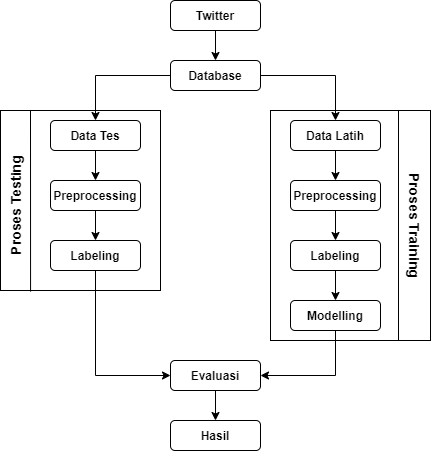 Twitter
Database
Proses Testing
Data Tes
Preprocessing
Labeling
Data Latih
Preprocessing
Labeling
Modelling
Proses Training
Evaluasi
Hasil